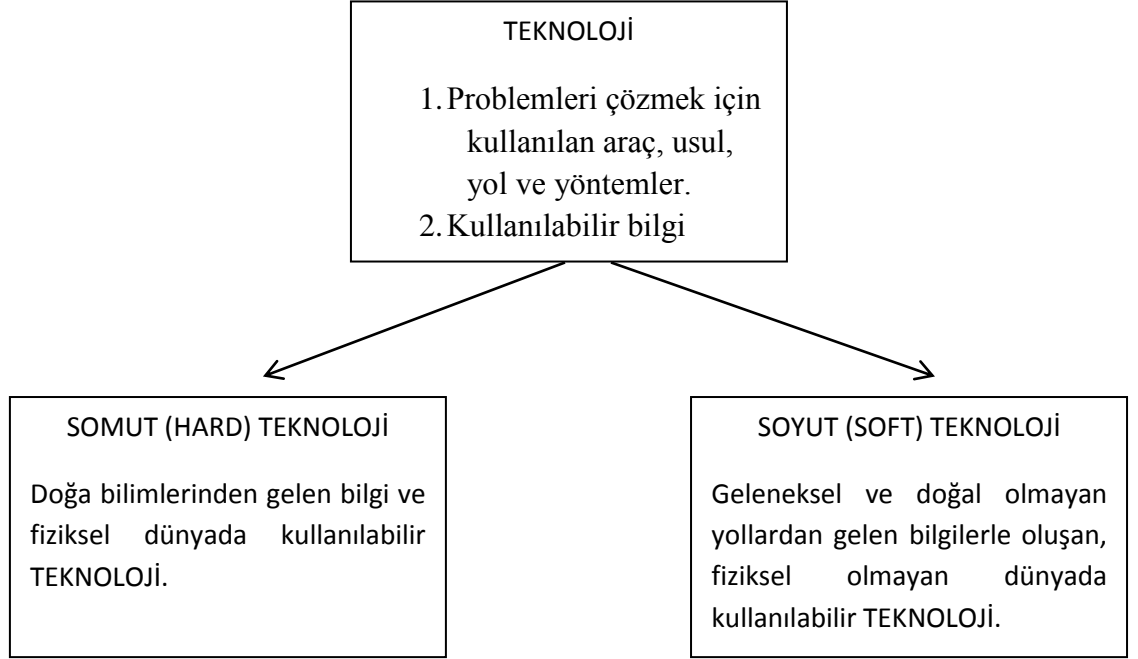 TEKNOLOJİ
1. Problemleri çözmek için
kullanılan araç, usul,
yol ve yöntemler.
2. Kullanılabilir bilgi
SOMUT (HARD) TEKNOLOJİ
Doğa bilimlerinden gelen bilgi ve
fiziksel dünyada kullanılabilir
TEKNOLOJİ.
SOYUT (SOFT) TEKNOLOJİ
Geleneksel ve doğal olmayan
yollardan gelen bilgilerle oluşan,
fiziksel olmayan dünyada
kullanılabilir TEKNOLOJİ.